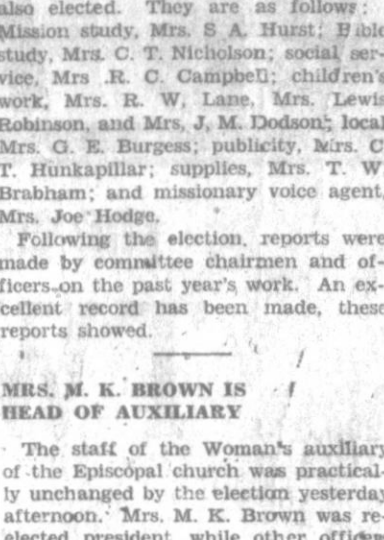 also elected. They are as follows:
Mission study, Mrs. S A. Hurst; Bible
study, Mrs. C. T. Nicholson; social ser-
vice, Mrs .R. C. Campbell; children's
work, Mrs. R. W. Lane, Mrs. Lewis
Robinson, and Mrs, J, M. Dodson; local
Mrs. G. E. Burgess; publicity, Mrs. C
T. Hunkapillar; supplies, Mrs. T. W.
Brabham; and missionary voice agent,
Mrs. Joe Hodge.
Following the election, reports were
made by committee chairmen and of-
ficers on the past year's work. An ex-
cellent record has been made, these
reports showed.
MRS. M. K. BROWN IS
HEAD OF AUXILIARY
The staff of the Woman's auxiliary
of the Episcopal church was practical-
ly unchanged by the election yesterday
afternoon. Mrs. M. K. Brown was re-
elected president, while other officers